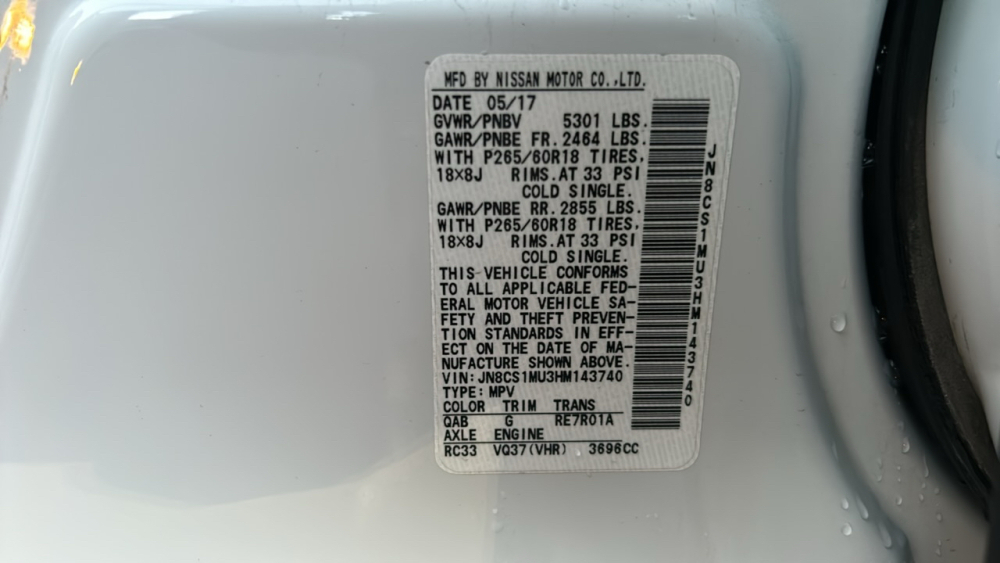 MFD BY NISSAN MOTOR CO.,LTD.
DATE 05/17
GVWR/PNBV 5301 LBS.
GAWR/PNBE FR. 2464 LBS.
WITH P265/60R18 TIRES,
18×8J RIMS.AT 33 PSI
COLD SINGLE.
GAWR/PNBE RR. 2855 LBS.
WITH P265/60R18 TIRES,
18×8J RIMS.AT 33 PSI
COLD SINGLE.
THIS VEHICLE CONFORMS
TO ALL APPLICABLE FED-
ERAL MOTOR VEHICLE SA-
FETY AND THEFT PREVEN-
TION STANDARDS IN EFF-
ECT ON THE DATE OF MA-
NUFACTURE SHOWN ABOVE.
VIN:JN8CS1MU3HM143740
TYPE:MPV
COLOR TRIM TRANS
QAB G RE7R01A
AXLE ENGINE
RC33 VQ37(VHR) 3696CC
JN8CS1MU3HM143740